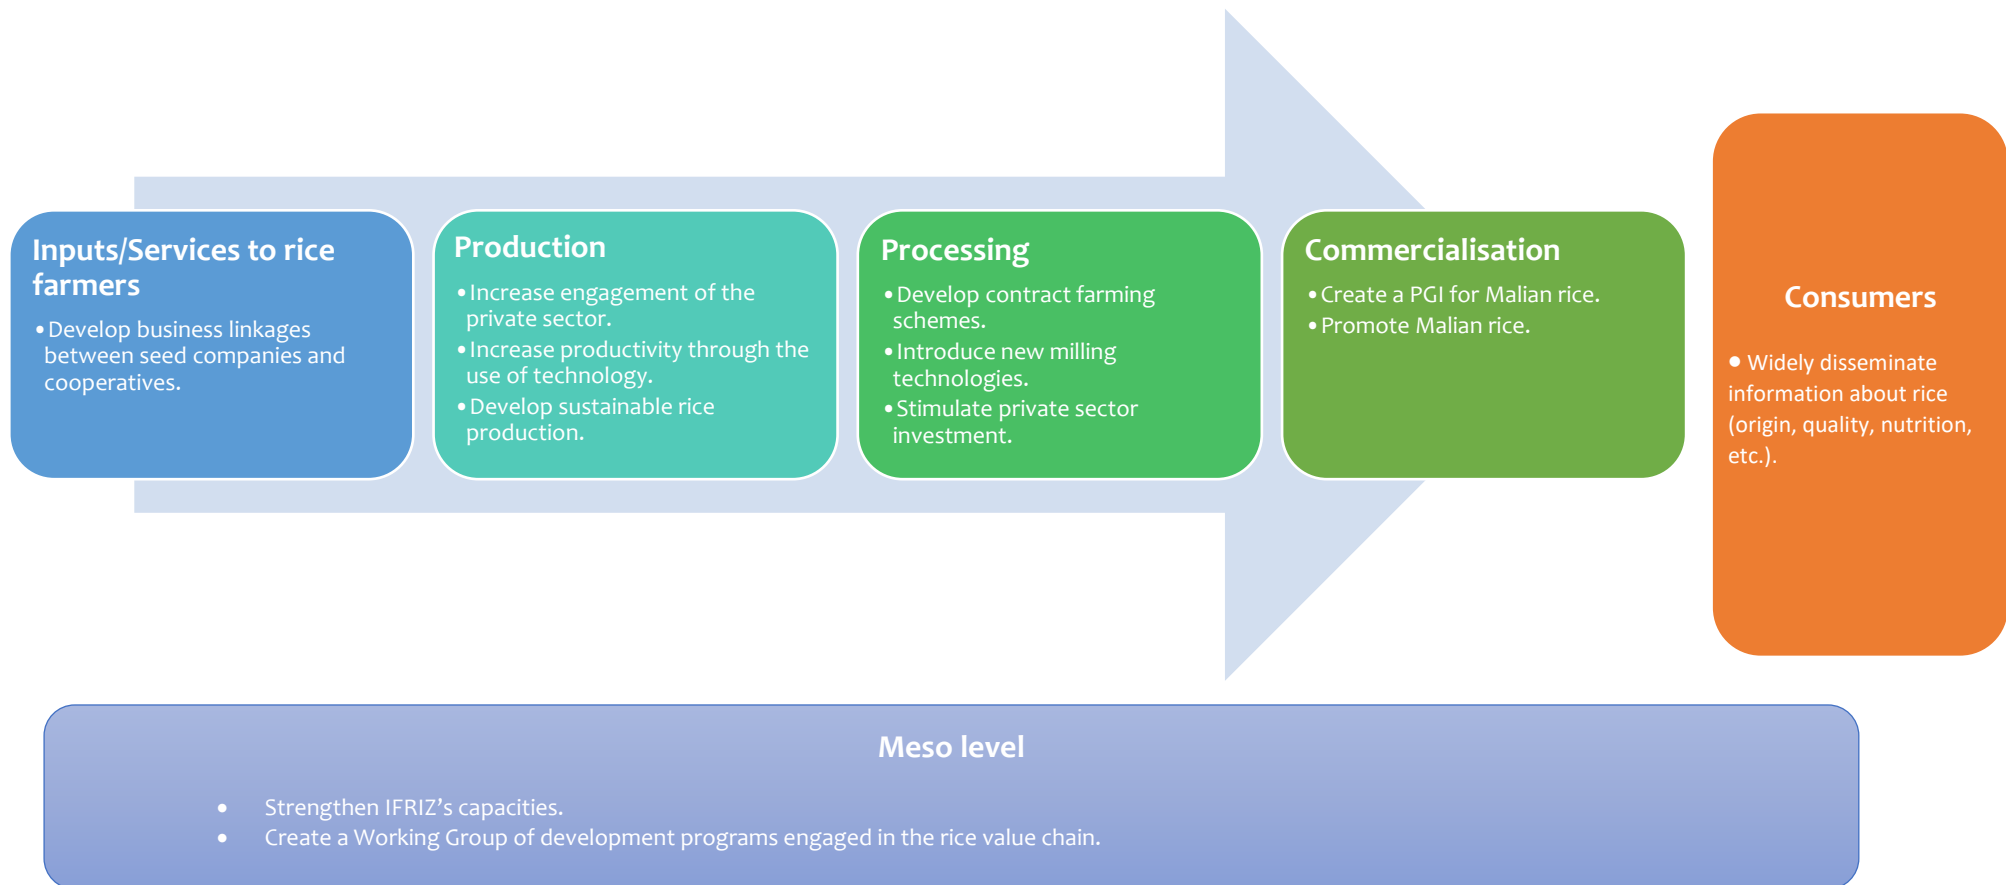 Inputs/Services to rice
farmers
•Develop business linkages
between seed companies and
cooperatives.
Production
•Increase engagement of the
private sector.
•Increase productivity through the
use of technology.
•Develop sustainable rice
production.
Processing
•Develop contract farming
schemes.
•Introduce new milling
technologies.
•Stimulate private sector
investment.
Commercialisation
•Create a PGI for Malian rice.
•Promote Malian rice.
Consumers
• Widely disseminate
information about rice
(origin, quality, nutrition,
etc.).
Meso level
• Strengthen IFRIZ’s capacities.
• Create a Working Group of development programs engaged in the rice value chain.